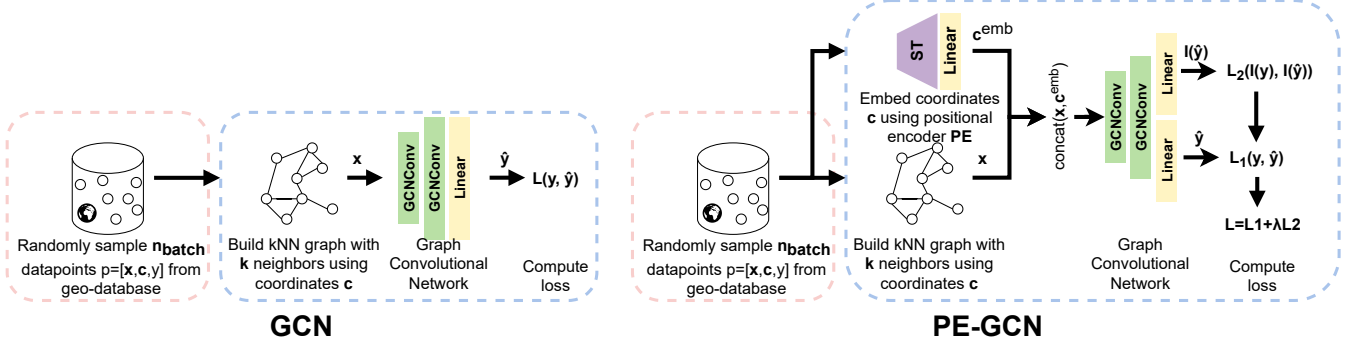 Randomly sample n_batch
datapoints p=[x,c,y] from
geo-database
x
GCNConv
GCNConv
Linear
ŷ
L(y, ŷ)
Build kNN graph with
k neighbors using
coordinates c
Graph
Convolutional
Network
Compute
loss
GCN
Randomly sample n_batch
datapoints p=[x,c,y] from
geo-database
ST
Linear
c^emb
Embed coordinates
c using positional
encoder PE
x
Build kNN graph with
k neighbors using
coordinates c
concat(x,c^emb)
GCNConv
GCNConv
Linear
Linear
I(ŷ)
ŷ
L₂(I(y), I(ŷ))
L₁(y, ŷ)
L=L1+λL2
Graph
Convolutional
Network
Compute
loss
PE-GCN